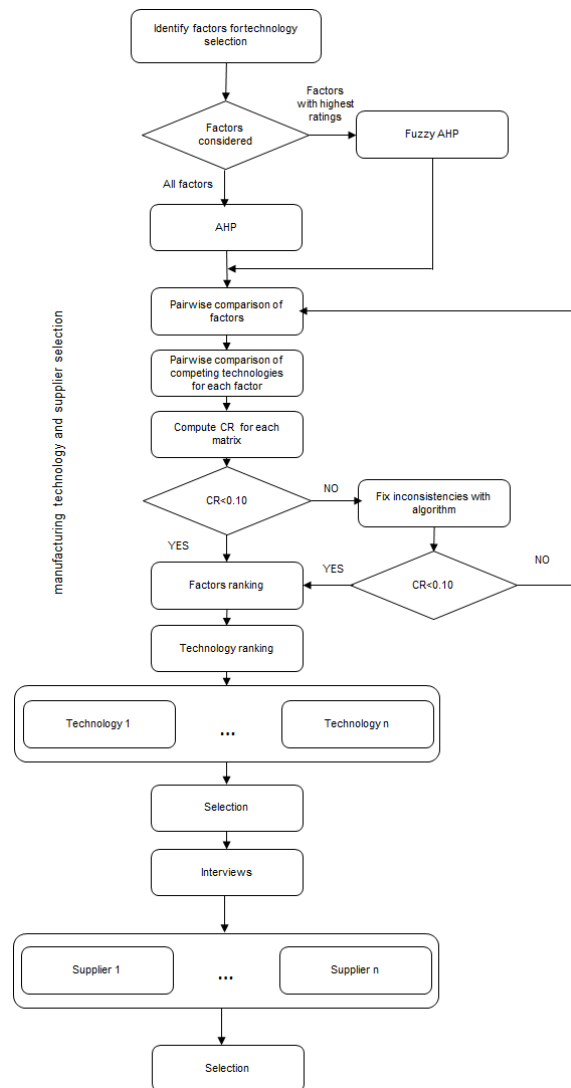 Identify factors for technology
selection
Factors
with highest
ratings
Factors
considered
Fuzzy AHP
All factors
AHP
manufacturing technology and supplier selection
Pairwise comparison of
factors
Pairwise comparison of
competing technologies
for each factor
Compute CR for each
matrix
CR<0.10
NO
Fix inconsistencies with
algorithm
YES
Factors ranking
YES
CR<0.10
NO
Technology ranking
Technology 1
...
Technology n
Selection
Interviews
Supplier 1
...
Supplier n
Selection